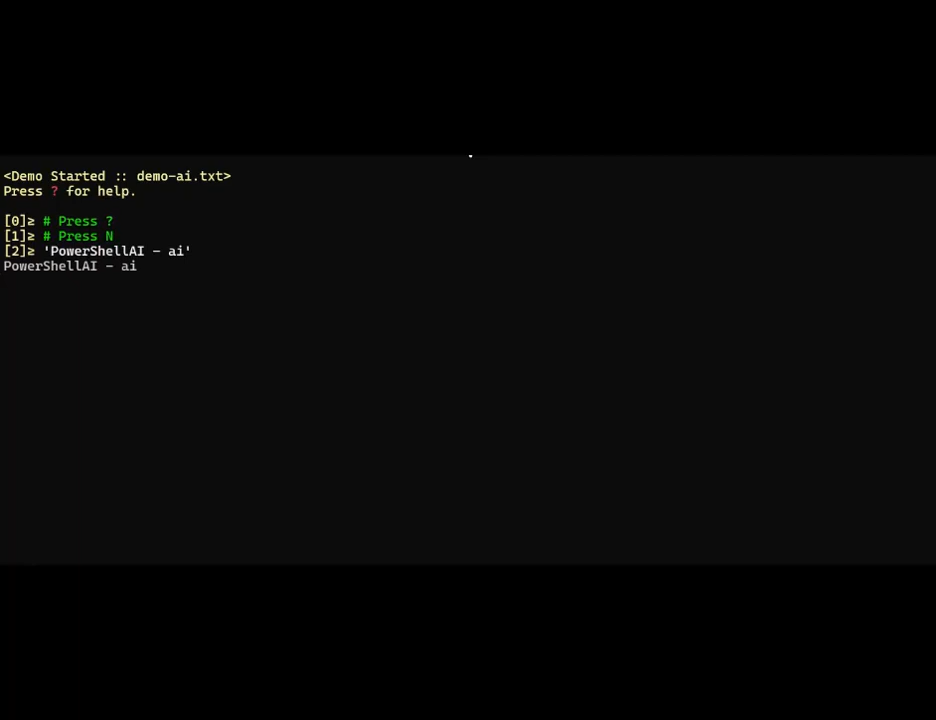 <Demo Started :: demo-ai.txt>
Press ? for help.
[0]≥ # Press ?
[1]≥ # Press N
[2]≥ 'PowerShellAI - ai'
PowerShellAI - ai